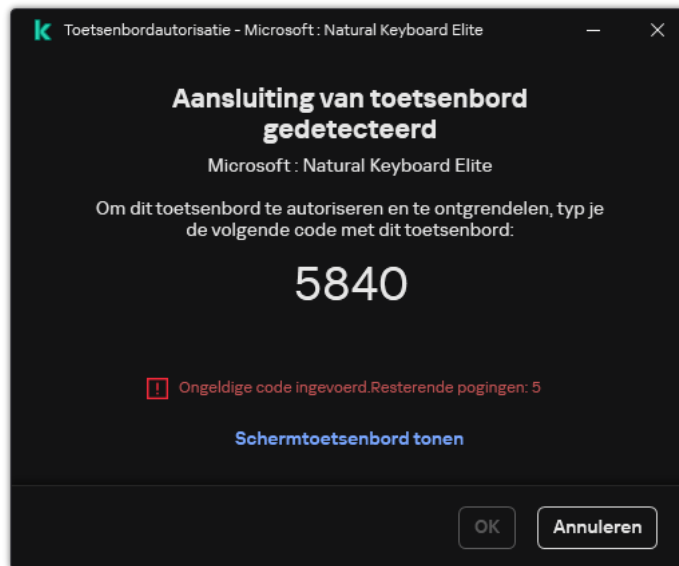 Toetsenbordautorisatie - Microsoft : Natural Keyboard Elite
Aansluiting van toetsenbord
gedetecteerd
Microsoft : Natural Keyboard Elite
Om dit toetsenbord te autoriseren en te ontgrendelen, typ je
de volgende code met dit toetsenbord:
5840
Ongeldige code ingevoerd.Resterende pogingen: 5
Schermtoetsenbord tonen
OK
Annuleren